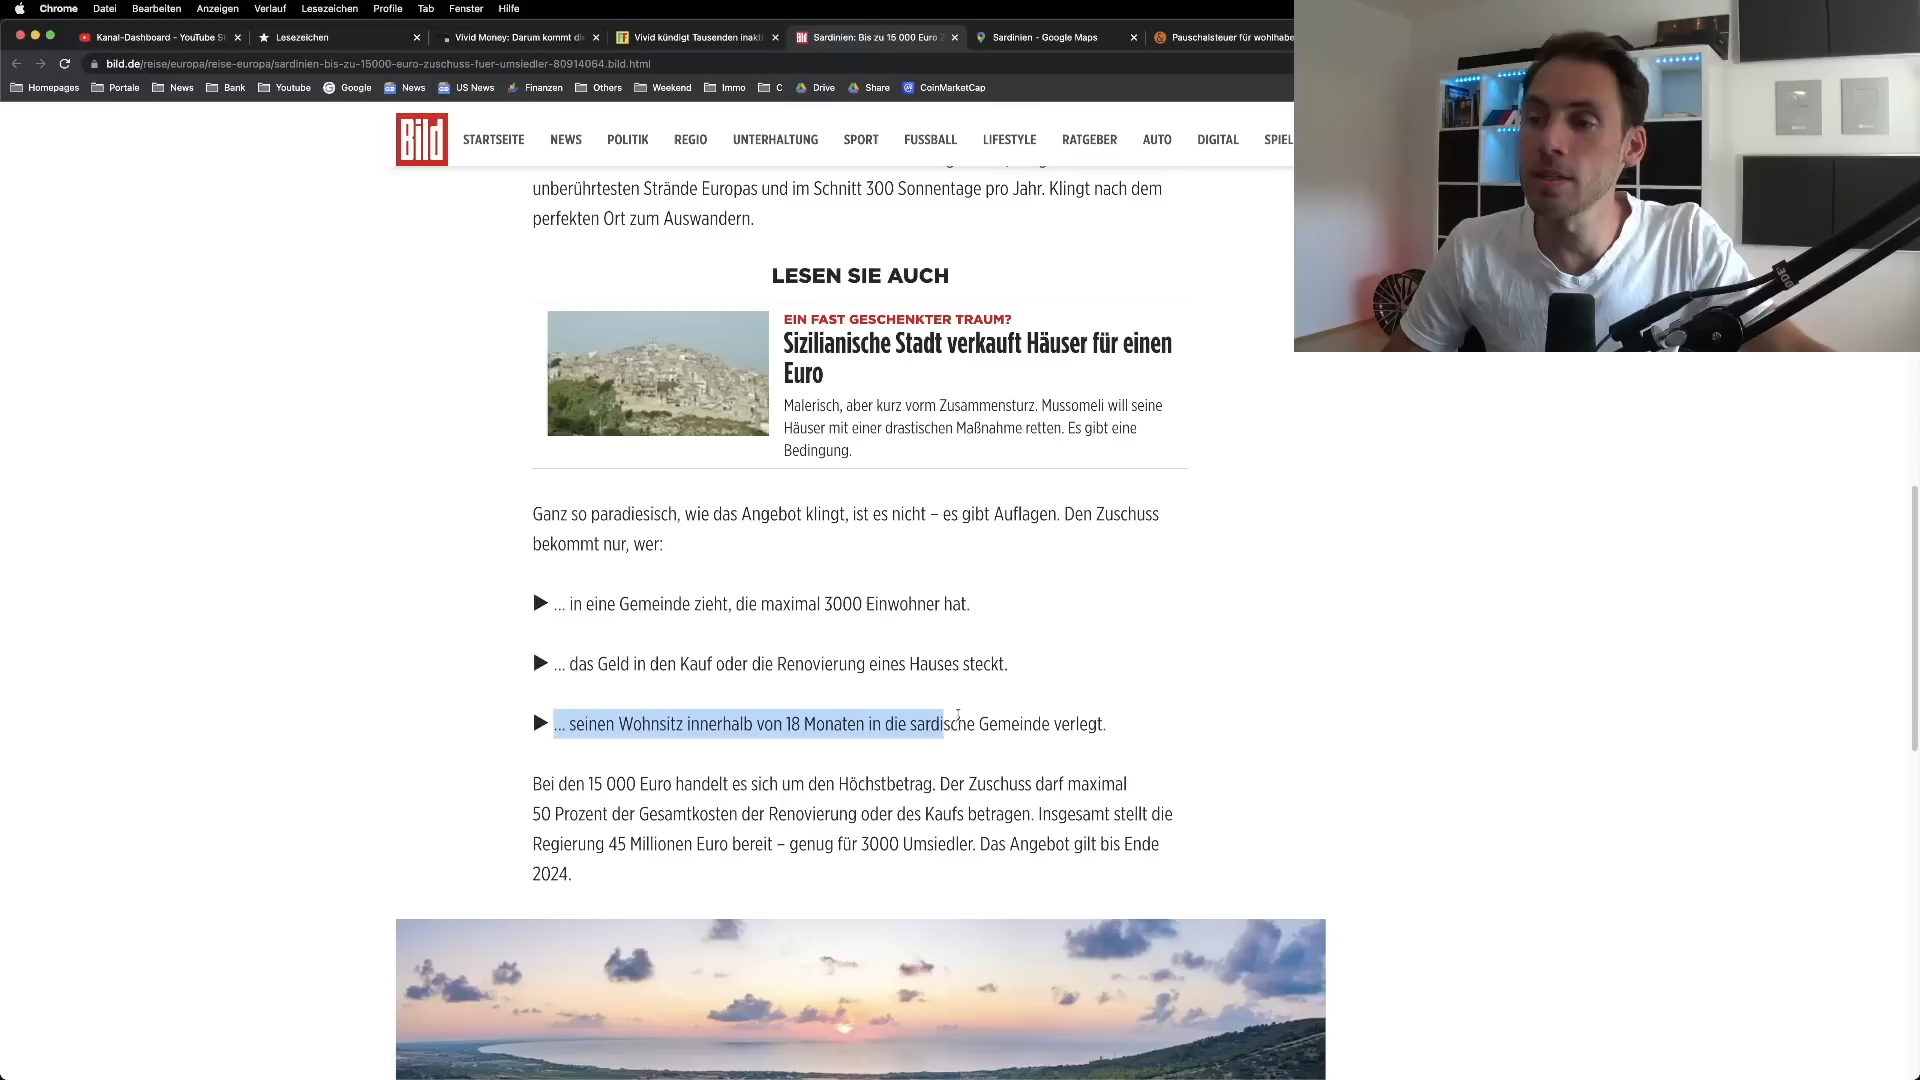 Chrome Datei Bearbeiten Anzeigen Verlauf Lesezeichen Profile Tab Fenster Hilfe
Kanal-Dashboard - YouTube S Lesezeichen Vivid Money: Darum kommt di Vivid kündigt Tausenden inakt Sardinien: Bis zu 15 000 Euro Z Sardinien - Google Maps Pauschalsteuer für wohlhabe
bild.de/reise/europa/reise-europa/sardinien-bis-zu-15000-euro-zuschuss-fuer-umsiedler-80914064.bild.html
Homepages Portale News Bank Youtube Google News US News Finanzen Others Weekend Immo C Drive Share CoinMarketCap
Bild STARTSEITE NEWS POLITIK REGIO UNTERHALTUNG SPORT FUSSBALL LIFESTYLE RATGEBER AUTO DIGITAL SPIEL
unberührtesten Strände Europas und im Schnitt 300 Sonnentage pro Jahr. Klingt nach dem
perfekten Ort zum Auswandern.
LESEN SIE AUCH
EIN FAST GESCHENKTER TRAUM?
Sizilianische Stadt verkauft Häuser für einen
Euro
Malerisch, aber kurz vorm Zusammensturz. Mussomeli will seine
Häuser mit einer drastischen Maßnahme retten. Es gibt eine
Bedingung.
Ganz so paradiesisch, wie das Angebot klingt, ist es nicht – es gibt Auflagen. Den Zuschuss
bekommt nur, wer:
▶ ... in eine Gemeinde zieht, die maximal 3000 Einwohner hat.
▶ ... das Geld in den Kauf oder die Renovierung eines Hauses steckt.
▶ ... seinen Wohnsitz innerhalb von 18 Monaten in die sardische Gemeinde verlegt.
Bei den 15 000 Euro handelt es sich um den Höchstbetrag. Der Zuschuss darf maximal
50 Prozent der Gesamtkosten der Renovierung oder des Kaufs betragen. Insgesamt stellt die
Regierung 45 Millionen Euro bereit – genug für 3000 Umsiedler. Das Angebot gilt bis Ende
2024.